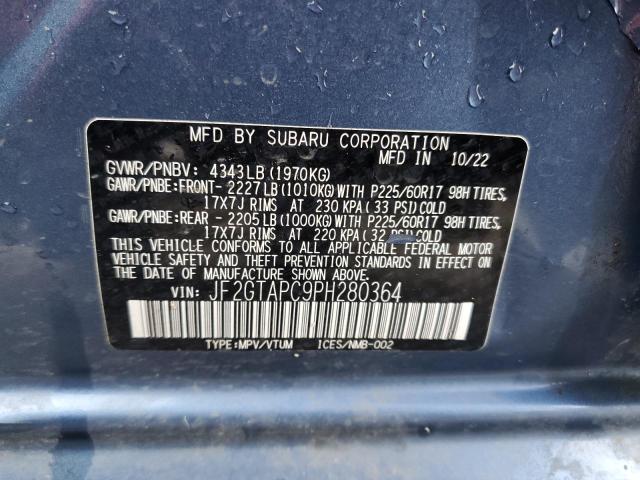 MFD BY SUBARU CORPORATION
GVWR/PNBV: 4343LB (1970KG) MFD IN 10/22
GAWR/PNBE:FRONT- 2227LB(1010KG)WITH P225/60R17 98H TIRES,
17X7J RIMS AT 230 KPA (33 PSI)COLD
GAWR/PNBE:REAR - 2205LB(1000KG)WITH P225/60R17 98H TIRES,
17X7J RIMS AT 220 KPA(32 PSI)COLD
THIS VEHICLE CONFORMS TO ALL APPLICABLE FEDERAL MOTOR
VEHICLE SAFETY AND THEFT PREVENTION STANDARDS IN EFFECT
ON THE DATE OF MANUFACTURE SHOWN ABOVE.
VIN: JF2GTAPC9PH280364
TYPE:MPV/VTUM ICES/NMB-002